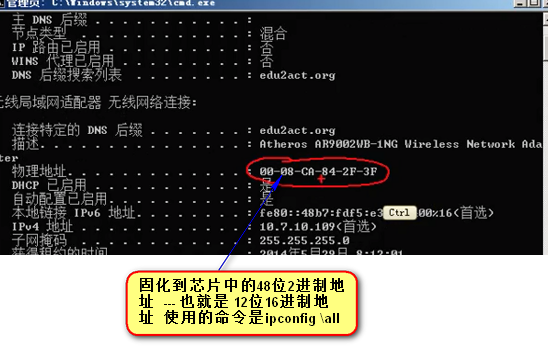 管理员: C:\Windows\system32\cmd.exe
主 DNS 后缀 . . . . . . . . . . . :
节点类型 . . . . . . . . . . . . : 混合
IP 路由已启用 . . . . . . . . . . : 否
WINS 代理已启用 . . . . . . . . . : 否
DNS 后缀搜索列表 . . . . . . . . : edu2act.org
无线局域网适配器 无线网络连接:
连接特定的 DNS 后缀 . . . . . . . : edu2act.org
描述. . . . . . . . . . . . . . . : Atheros AR9002WB-1NG Wireless Network Ada
ter
物理地址. . . . . . . . . . . . . : 00-08-CA-84-2F-3F
DHCP 已启用 . . . . . . . . . . . : 是
自动配置已启用. . . . . . . . . . : 是
本地链接 IPv6 地址. . . . . . . . : fe80::48b7:fdf5:e3 Ctrl 00%16(首选)
IPv4 地址 . . . . . . . . . . . . : 10.7.10.109(首选)
子网掩码 . . . . . . . . . . . . : 255.255.255.0
获得租约的时间 . . . . . . . . . : 2014年5月29日 8:12:01
固化到芯片中的48位2进制地
址 --- 也就是 12位16进制地
址 使用的命令是ipconfig \all